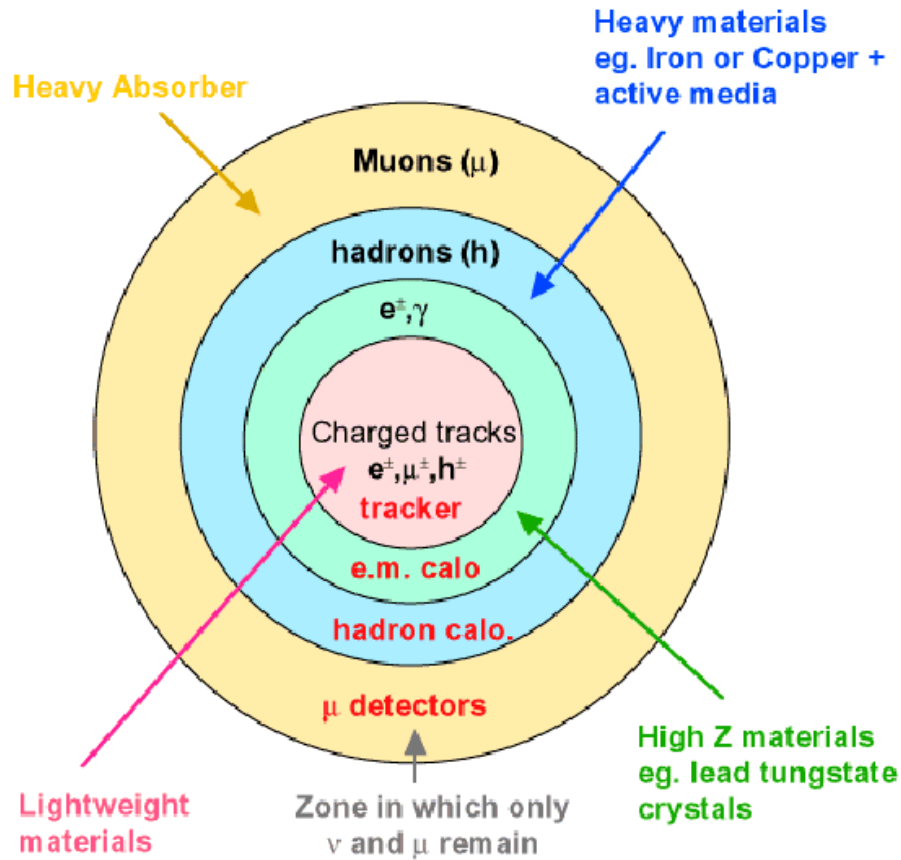 Heavy materials
eg. Iron or Copper +
active media
Heavy Absorber
Muons (μ)
hadrons (h)
e±,γ
Charged tracks
e±,μ±,h±
tracker
e.m. calo
hadron calo.
μ detectors
High Z materials
eg. lead tungstate
crystals
Lightweight
materials
Zone in which only
ν and μ remain